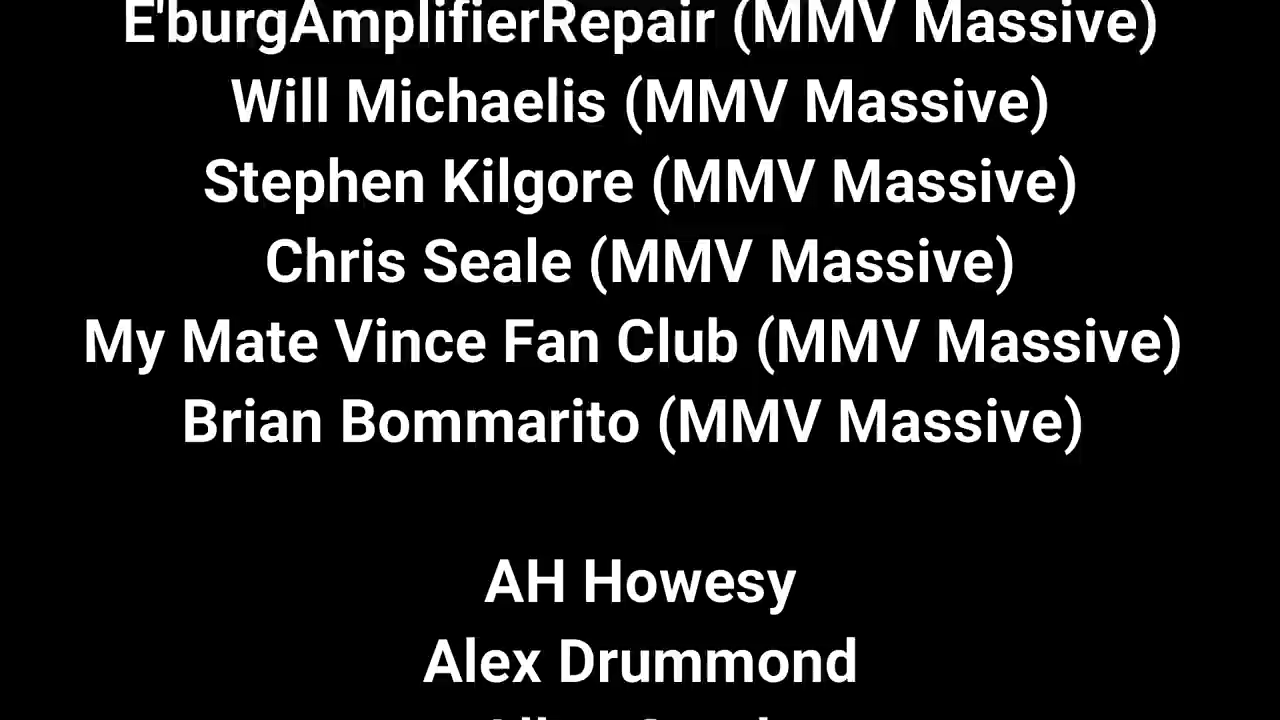 E'burgAmplifierRepair (MMV Massive)
Will Michaelis (MMV Massive)
Stephen Kilgore (MMV Massive)
Chris Seale (MMV Massive)
My Mate Vince Fan Club (MMV Massive)
Brian Bommarito (MMV Massive)
AH Howesy
Alex Drummond